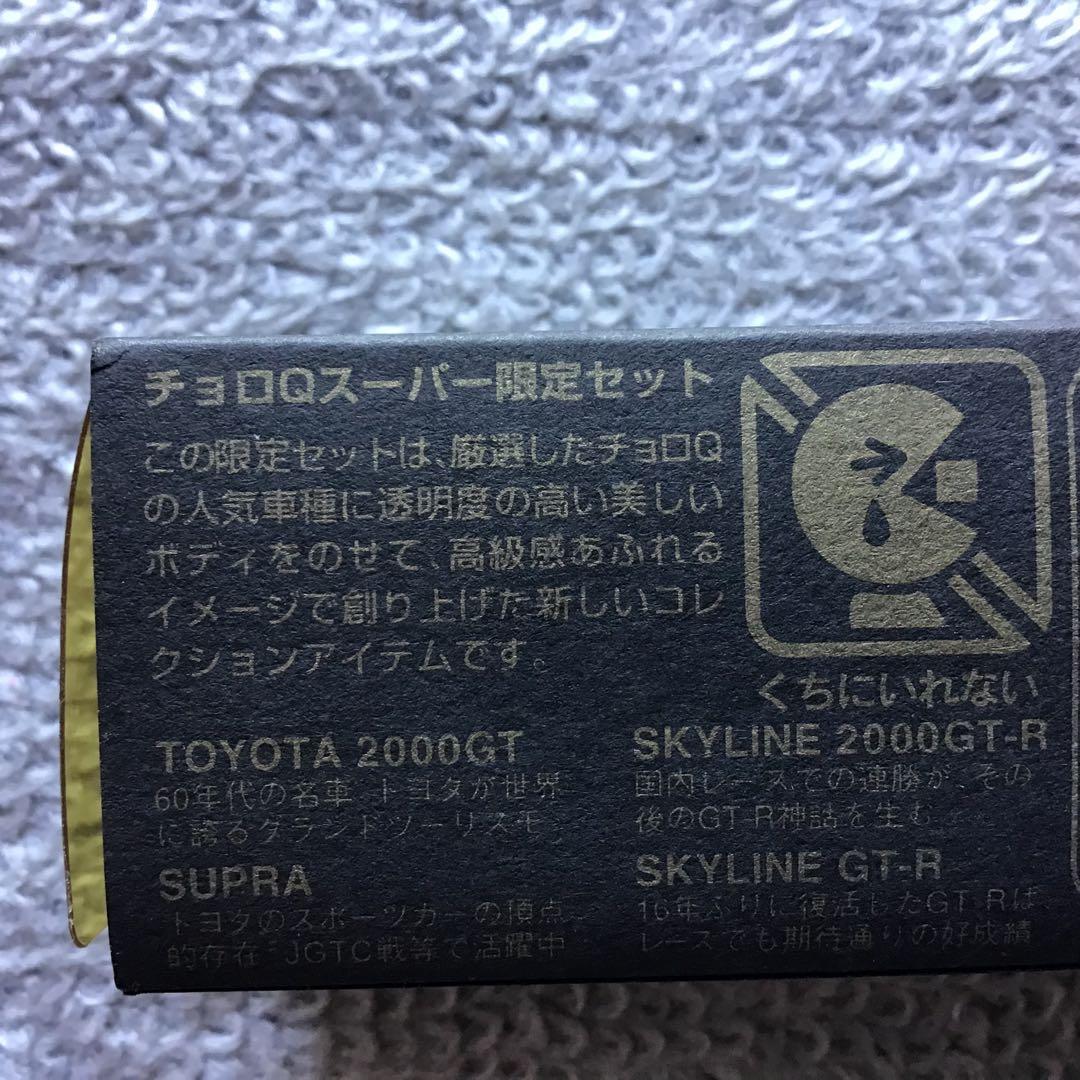 チョロQスーパー限定セット
この限定セットは、厳選したチョロQ
の人気車種に透明度の高い美しい
ボディをのせて、高級感あふれる
イメージで創り上げた新しいコレ
クションアイテムです。
くちにいれない
TOYOTA 2000GT
60年代の名車 トヨタが世界
に誇るグランドツーリスモ
SUPRA
トヨタのスポーツカーの頂点
的存在 JGTC戦等で活躍中
SKYLINE 2000GT-R
国内レースでの連勝が、その
後のGT-R神話を生む
SKYLINE GT-R
16年ぶりに復活したGT-Rは、
レースでも期待通りの好成績